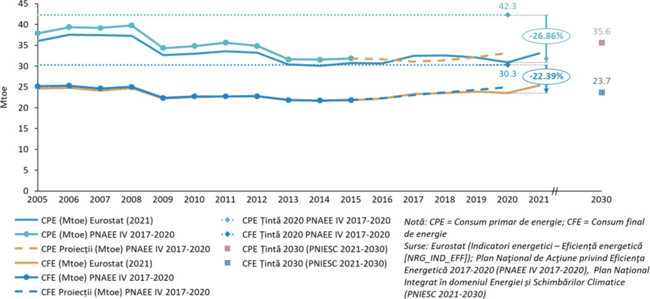 45
40
35
30
25
20
15
10
5
0
Mtoe
42.3
-26.86%
35.6
30.3
-22.39%
23.7
2005 2006 2007 2008 2009 2010 2011 2012 2013 2014 2015 2016 2017 2018 2019 2020 2021 2030
CPE (Mtoe) Eurostat (2021)
CPE (Mtoe) PNAEE IV 2017-2020
CPE Proiecții (Mtoe) PNAEE IV 2017-2020
CFE (Mtoe) Eurostat (2021)
CFE (Mtoe) PNAEE IV 2017-2020
CFE Proiecții (Mtoe) PNAEE IV 2017-2020
CPE Țintă 2020 PNAEE IV 2017-2020
CFE Țintă 2020 PNAEE IV 2017-2020
CPE Țintă 2030 (PNIESC 2021-2030)
CFE Țintă 2030 (PNIESC 2021-2030)
Notă: CPE = Consum primar de energie; CFE = Consum final
de energie
Surse: Eurostat (Indicatori energetici – Eficiență energetică
[NRG_IND_EFF]); Plan Național de Acțiune privind Eficiența
Energetică 2017-2020 (PNAEE IV 2017-2020), Plan Național
Integrat în domeniul Energiei și Schimbărilor Climatice
(PNIESC 2021-2030)